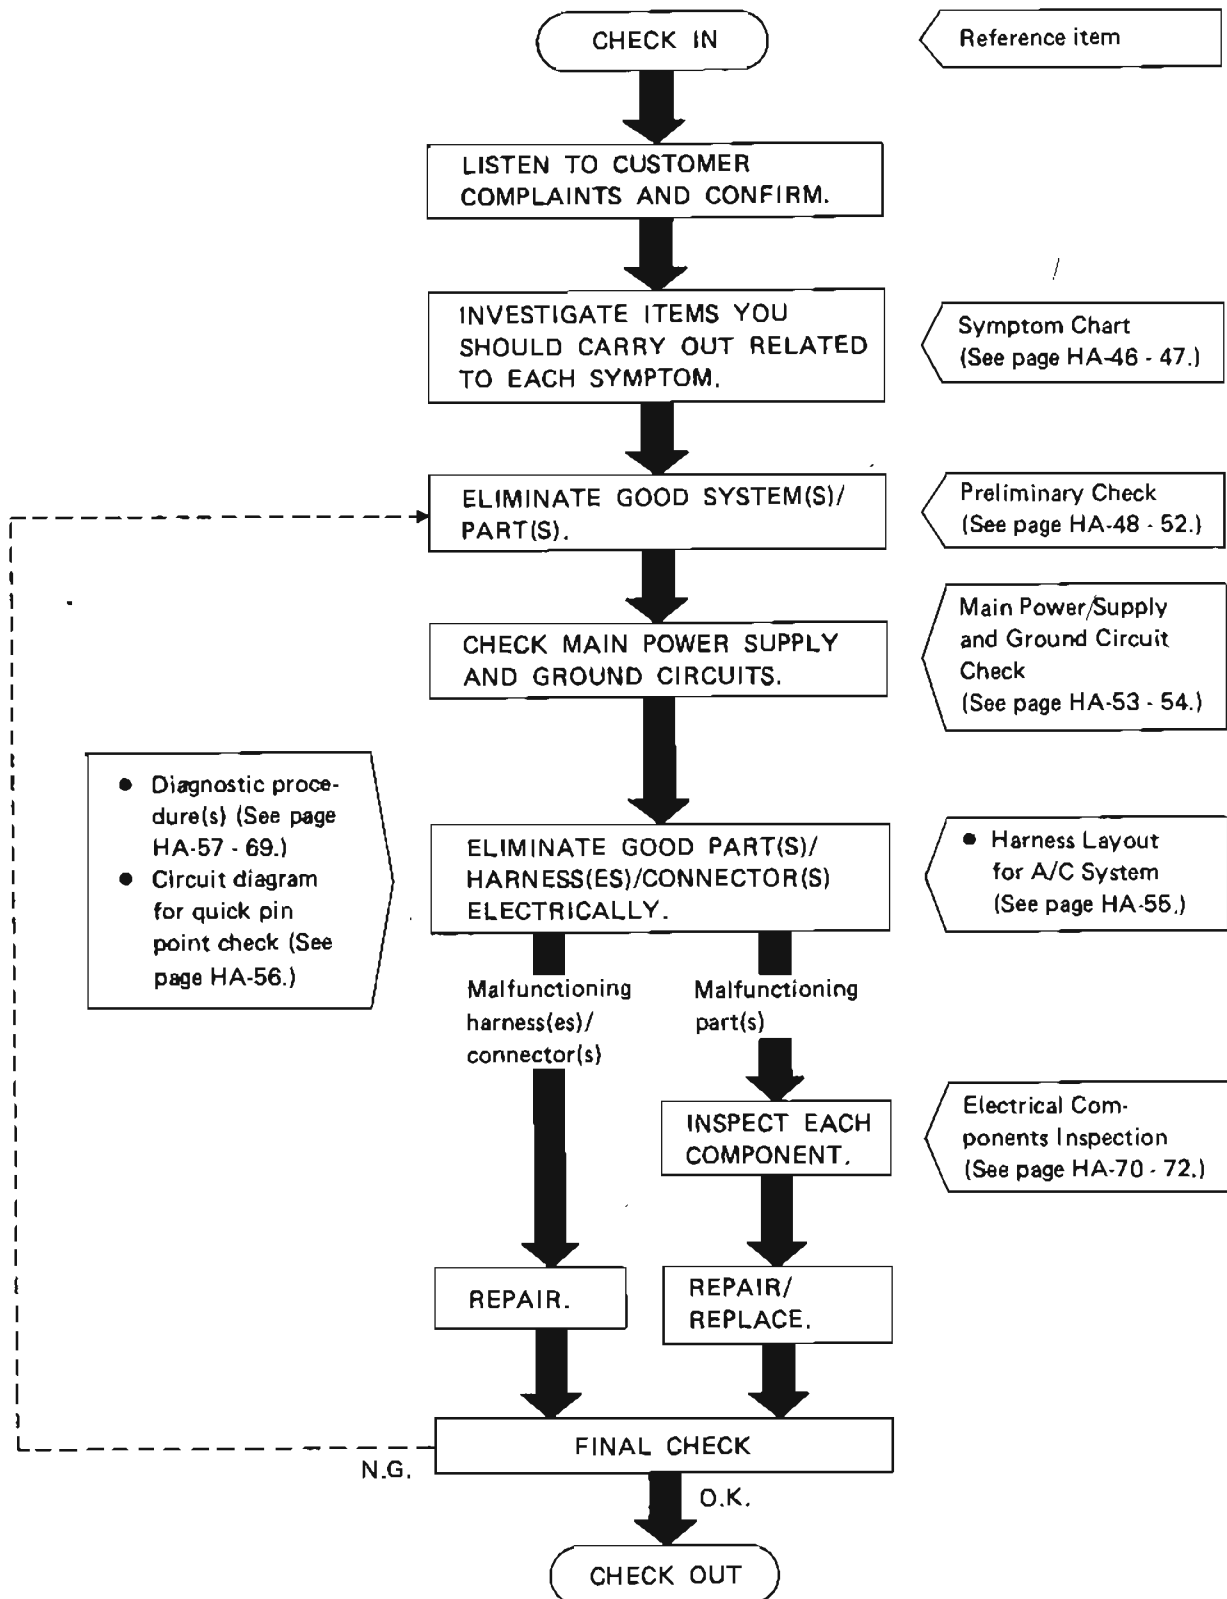 CHECK IN
Reference item
LISTEN TO CUSTOMER
COMPLAINTS AND CONFIRM.
INVESTIGATE ITEMS YOU
SHOULD CARRY OUT RELATED
TO EACH SYMPTOM.
Symptom Chart
(See page HA-46 - 47.)
ELIMINATE GOOD SYSTEM(S)/
PART(S).
Preliminary Check
(See page HA-48 - 52.)
CHECK MAIN POWER SUPPLY
AND GROUND CIRCUITS.
Main Power/Supply
and Ground Circuit
Check
(See page HA-53 - 54.)
● Diagnostic proce-
dure(s) (See page
HA-57 - 69.)
● Circuit diagram
for quick pin
point check (See
page HA-56.)
ELIMINATE GOOD PART(S)/
HARNESS(ES)/CONNECTOR(S)
ELECTRICALLY.
● Harness Layout
for A/C System
(See page HA-55.)
Malfunctioning
harness(es)/
connector(s)
Malfunctioning
part(s)
INSPECT EACH
COMPONENT.
Electrical Com-
ponents Inspection
(See page HA-70 - 72.)
REPAIR.
REPAIR/
REPLACE.
FINAL CHECK
N.G.
O.K.
CHECK OUT